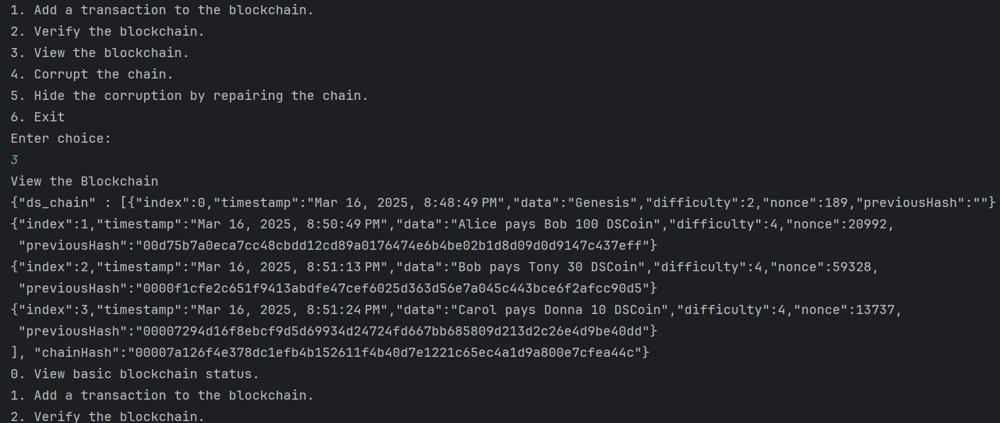 1. Add a transaction to the blockchain.
2. Verify the blockchain.
3. View the blockchain.
4. Corrupt the chain.
5. Hide the corruption by repairing the chain.
6. Exit
Enter choice:
3
View the Blockchain
{"ds_chain" : [{"index":0,"timestamp":"Mar 16, 2025, 8:48:49 PM","data":"Genesis","difficulty":2,"nonce":189,"previousHash":""}
{"index":1,"timestamp":"Mar 16, 2025, 8:50:49 PM","data":"Alice pays Bob 100 DSCoin","difficulty":4,"nonce":20992,
"previousHash":"00d75b7a0eca7cc48cbdd12cd89a0176474e6b4be02b1d8d09d0d9147c437eff"}
{"index":2,"timestamp":"Mar 16, 2025, 8:51:13 PM","data":"Bob pays Tony 30 DSCoin","difficulty":4,"nonce":59328,
"previousHash":"0000f1cfe2c651f9413abdfe47cef6025d363d56e7a045c443bce6f2afcc90d5"}
{"index":3,"timestamp":"Mar 16, 2025, 8:51:24 PM","data":"Carol pays Donna 10 DSCoin","difficulty":4,"nonce":13737,
"previousHash":"00007294d16f8ebcf9d5d69934d24724fd667bb685809d213d2c26e4d9be40dd"}
], "chainHash":"00007a126f4e378dc1efb4b152611f4b40d7e1221c65ec4a1d9a800e7cfea44c"}
0. View basic blockchain status.
1. Add a transaction to the blockchain.
2. Verify the blockchain.